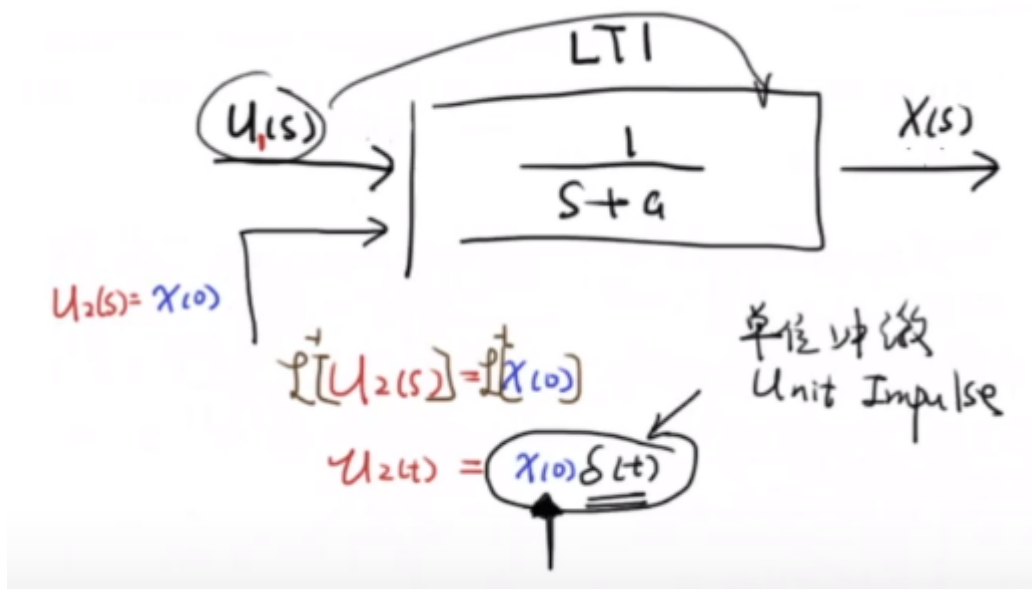 LTI
U₁(s)
1
S+a
X(s)
U₂(s)=x(0)
单位冲激
Unit Impulse
ℒ⁻¹[U₂(s)]=ℒ⁻¹[x(0)]
u₂(t) = x(0)δ(t)